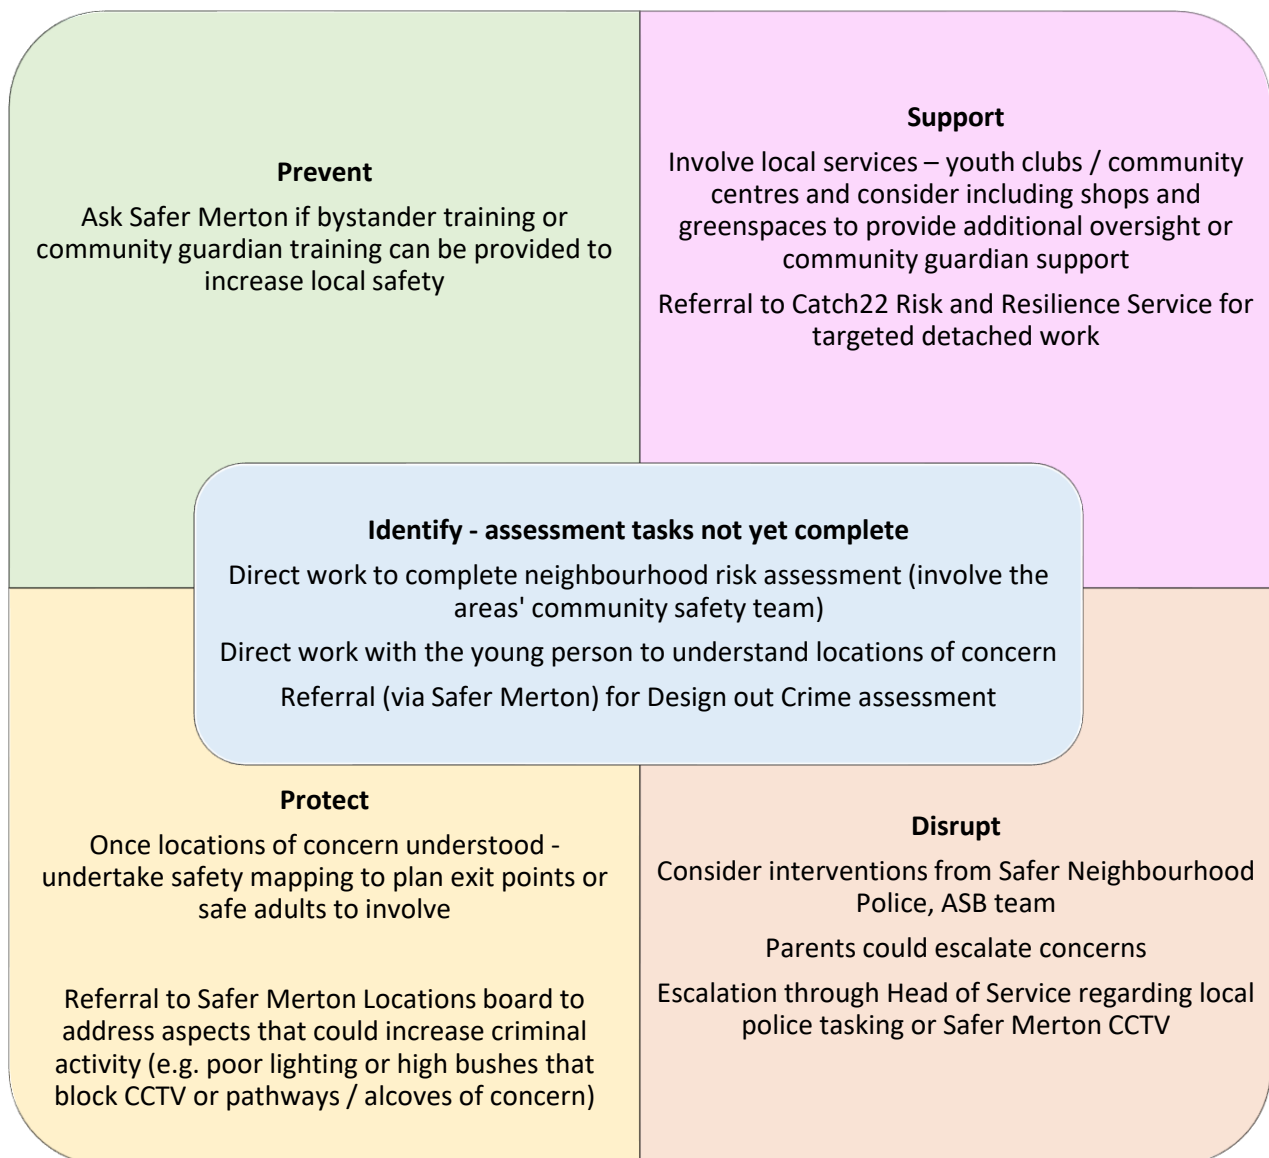 Prevent
Ask Safer Merton if bystander training or
community guardian training can be provided to
increase local safety
Support
Involve local services – youth clubs / community
centres and consider including shops and
greenspaces to provide additional oversight or
community guardian support
Referral to Catch22 Risk and Resilience Service for
targeted detached work
Identify - assessment tasks not yet complete
Direct work to complete neighbourhood risk assessment (involve the
areas' community safety team)
Direct work with the young person to understand locations of concern
Referral (via Safer Merton) for Design out Crime assessment
Protect
Once locations of concern understood -
undertake safety mapping to plan exit points or
safe adults to involve
Referral to Safer Merton Locations board to
address aspects that could increase criminal
activity (e.g. poor lighting or high bushes that
block CCTV or pathways / alcoves of concern)
Disrupt
Consider interventions from Safer Neighbourhood
Police, ASB team
Parents could escalate concerns
Escalation through Head of Service regarding local
police tasking or Safer Merton CCTV